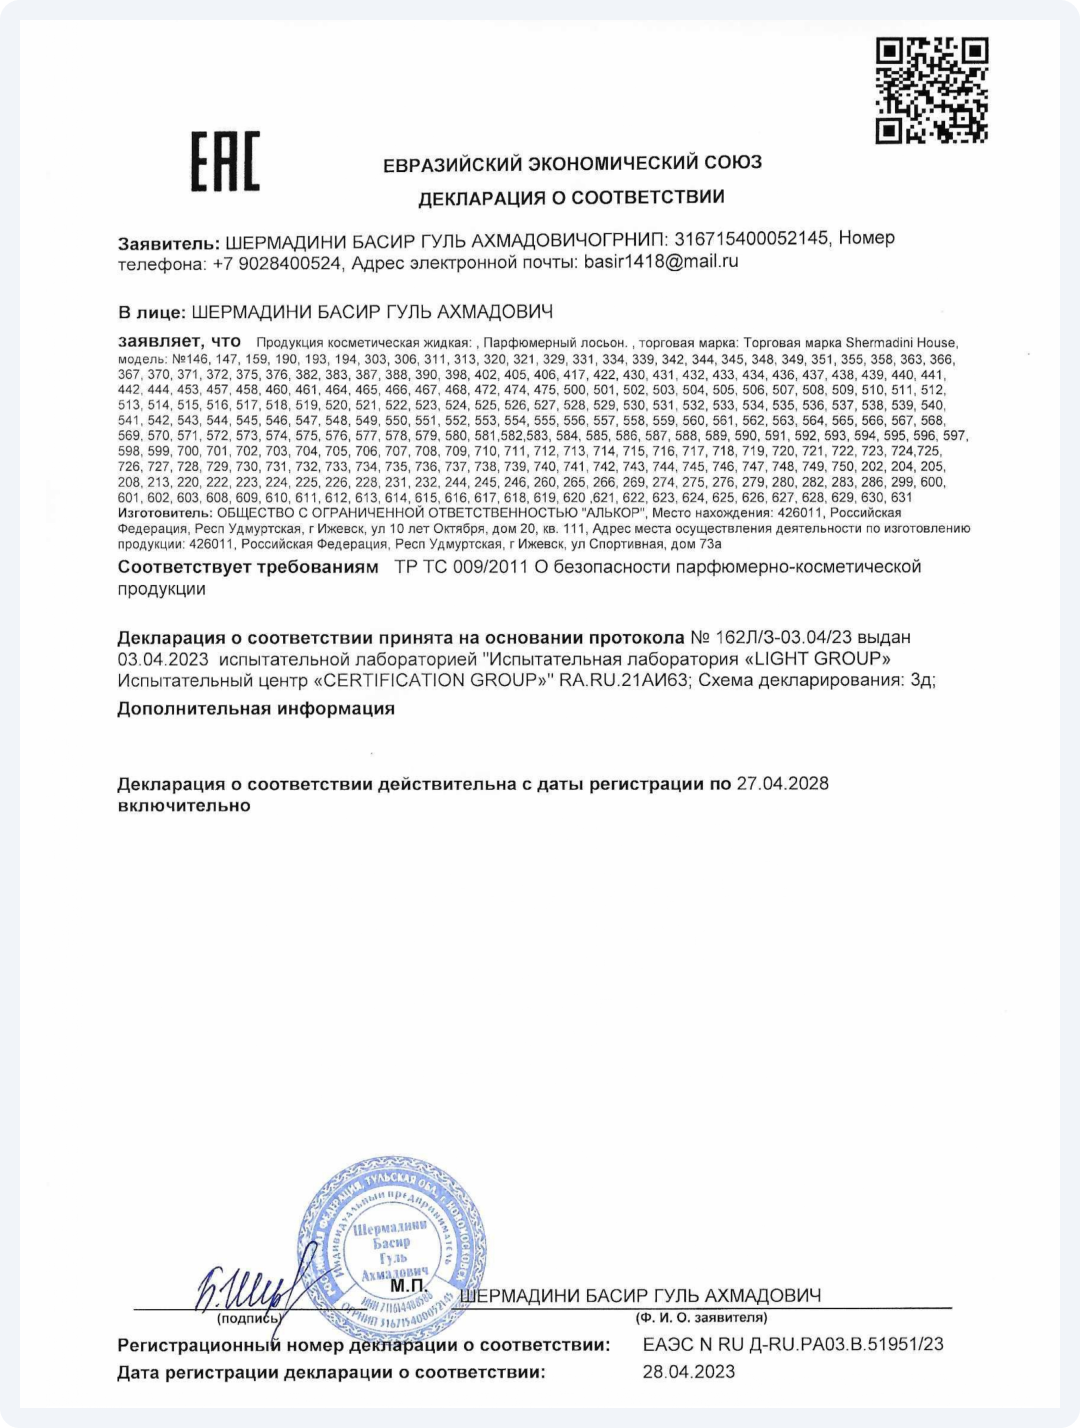 ЕАС
ЕВРАЗИЙСКИЙ ЭКОНОМИЧЕСКИЙ СОЮЗ
ДЕКЛАРАЦИЯ О СООТВЕТСТВИИ
Заявитель: ШЕРМАДИНИ БАСИР ГУЛЬ АХМАДОВИЧОГРНИП: 316715400052145, Номер
телефона: +7 9028400524, Адрес электронной почты: basir1418@mail.ru
В лице: ШЕРМАДИНИ БАСИР ГУЛЬ АХМАДОВИЧ
заявляет, что Продукция косметическая жидкая: , Парфюмерный лосьон. , торговая марка: Торговая марка Shermadini House,
модель: №146, 147, 159, 190, 193, 194, 303, 306, 311, 313, 320, 321, 329, 331, 334, 339, 342, 344, 345, 348, 349, 351, 355, 358, 363, 366,
367, 370, 371, 372, 375, 376, 382, 383, 387, 388, 390, 398, 402, 405, 406, 417, 422, 430, 431, 432, 433, 434, 436, 437, 438, 439, 440, 441,
442, 444, 453, 457, 458, 460, 461, 464, 465, 466, 467, 468, 472, 474, 475, 500, 501, 502, 503, 504, 505, 506, 507, 508, 509, 510, 511, 512,
513, 514, 515, 516, 517, 518, 519, 520, 521, 522, 523, 524, 525, 526, 527, 528, 529, 530, 531, 532, 533, 534, 535, 536, 537, 538, 539, 540,
541, 542, 543, 544, 545, 546, 547, 548, 549, 550, 551, 552, 553, 554, 555, 556, 557, 558, 559, 560, 561, 562, 563, 564, 565, 566, 567, 568,
569, 570, 571, 572, 573, 574, 575, 576, 577, 578, 579, 580, 581,582,583, 584, 585, 586, 587, 588, 589, 590, 591, 592, 593, 594, 595, 596, 597,
598, 599, 700, 701, 702, 703, 704, 705, 706, 707, 708, 709, 710, 711, 712, 713, 714, 715, 716, 717, 718, 719, 720, 721, 722, 723, 724,725,
726, 727, 728, 729, 730, 731, 732, 733, 734, 735, 736, 737, 738, 739, 740, 741, 742, 743, 744, 745, 746, 747, 748, 749, 750, 202, 204, 205,
208, 213, 220, 222, 223, 224, 225, 226, 228, 231, 232, 244, 245, 246, 260, 265, 266, 269, 274, 275, 276, 279, 280, 282, 283, 286, 299, 600,
601, 602, 603, 608, 609, 610, 611, 612, 613, 614, 615, 616, 617, 618, 619, 620 ,621, 622, 623, 624, 625, 626, 627, 628, 629, 630, 631
Изготовитель: ОБЩЕСТВО С ОГРАНИЧЕННОЙ ОТВЕТСТВЕННОСТЬЮ "АЛЬКОР", Место нахождения: 426011, Российская
Федерация, Респ Удмуртская, г Ижевск, ул 10 лет Октября, дом 20, кв. 111, Адрес места осуществления деятельности по изготовлению
продукции: 426011, Российская Федерация, Респ Удмуртская, г Ижевск, ул Спортивная, дом 73а
Соответствует требованиям ТР ТС 009/2011 О безопасности парфюмерно-косметической
продукции
Декларация о соответствии принята на основании протокола № 162Л/З-03.04/23 выдан
03.04.2023 испытательной лабораторией "Испытательная лаборатория «LIGHT GROUP»
Испытательный центр «CERTIFICATION GROUP»" RA.RU.21АИ63; Схема декларирования: 3д;
Дополнительная информация
Декларация о соответствии действительна с даты регистрации по 27.04.2028
включительно
Индивидуальный предприниматель
Шермадини
Басир
Гуль
Ахмадович
ОГРНИП 316715400052145
М.П.
ШЕРМАДИНИ БАСИР ГУЛЬ АХМАДОВИЧ
(подпись)
(Ф. И. О. заявителя)
Регистрационный номер декларации о соответствии: ЕАЭС N RU Д-RU.РА03.В.51951/23
Дата регистрации декларации о соответствии: 28.04.2023